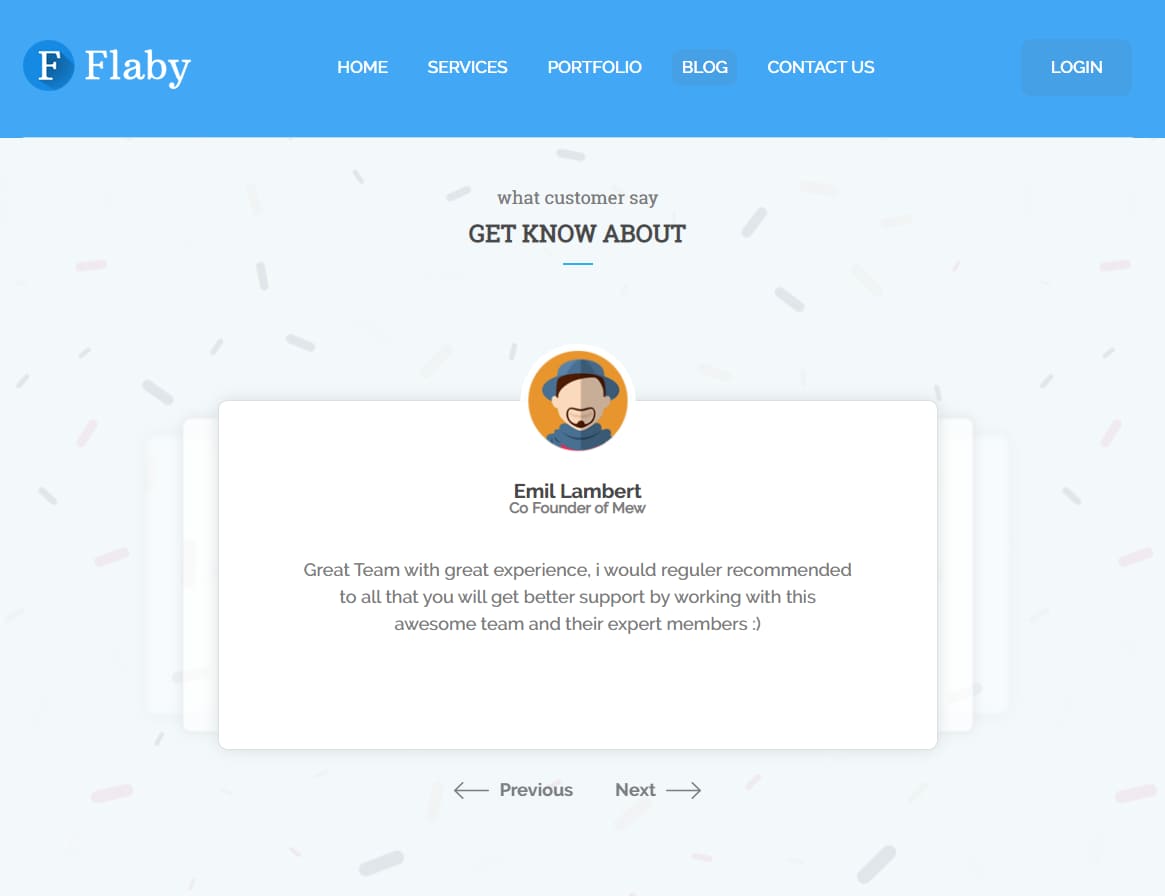 F Flaby
HOME SERVICES PORTFOLIO BLOG CONTACT US LOGIN
what customer say
GET KNOW ABOUT
Emil Lambert
Co Founder of Mew
Great Team with great experience, i would reguler recommended
to all that you will get better support by working with this
awesome team and their expert members :)
Previous Next